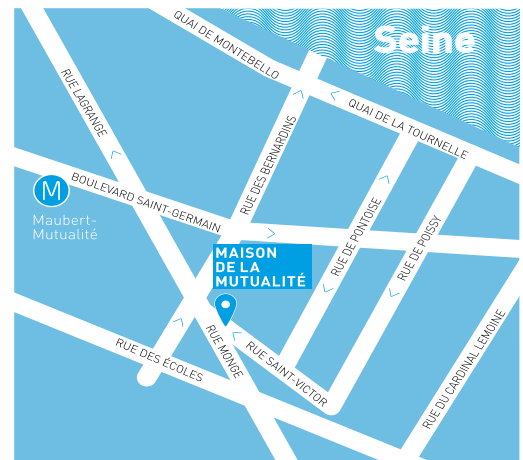 Seine
QUAI DE MONTEBELLO
QUAI DE LA TOURNELLE
RUE LAGRANGE
RUE DES BERNARDINS
M
Maubert-
Mutualité
BOULEVARD SAINT-GERMAIN
RUE DE PONTOISE
RUE DE POISSY
MAISON
DE LA
MUTUALITÉ
RUE MONGE
RUE SAINT-VICTOR
RUE DES ÉCOLES
RUE DU CARDINAL LEMOINE